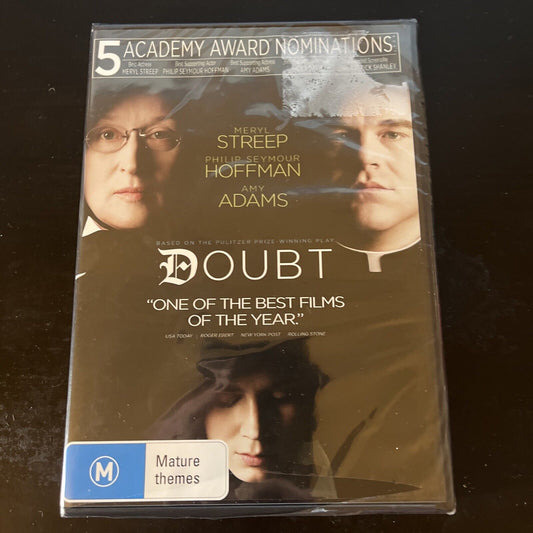 5 ACADEMY AWARD NOMINATIONS
Best Actress Best Supporting Actor Best Supporting Actress
MERYL STREEP PHILIP SEYMOUR HOFFMAN AMY ADAMS
MERYL
STREEP
PHILIP SEYMOUR
HOFFMAN
AMY
ADAMS
BASED ON THE PULITZER PRIZE-WINNING PLAY
DOUBT
“ONE OF THE BEST FILMS
OF THE YEAR.”
USA TODAY ROGER EBERT NEW YORK POST ROLLING STONE
M
Mature
themes